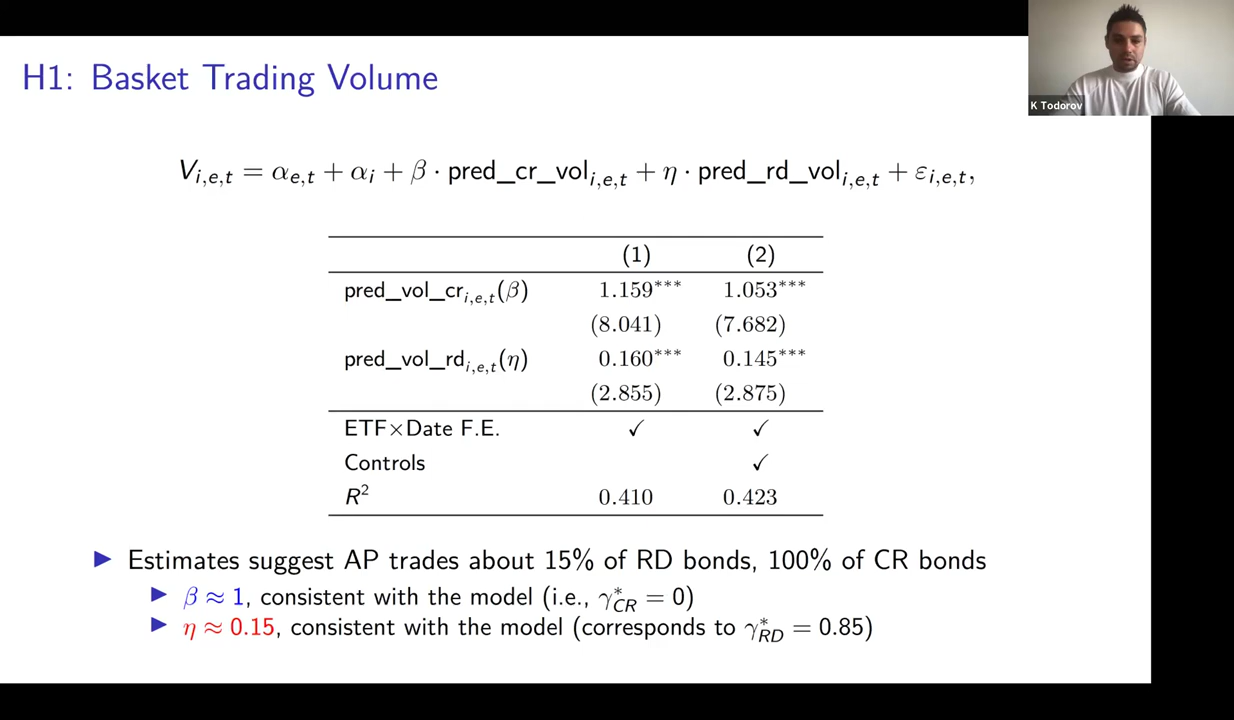 K Todorov
H1: Basket Trading Volume
V_{i,e,t} = α_{e,t} + α_i + β · pred_cr_vol_{i,e,t} + η · pred_rd_vol_{i,e,t} + ε_{i,e,t},
(1) (2)
pred_vol_cr_{i,e,t}(β) 1.159*** 1.053***
(8.041) (7.682)
pred_vol_rd_{i,e,t}(η) 0.160*** 0.145***
(2.855) (2.875)
ETF×Date F.E. ✓ ✓
Controls ✓
R² 0.410 0.423
▶ Estimates suggest AP trades about 15% of RD bonds, 100% of CR bonds
▶ β ≈ 1, consistent with the model (i.e., γ*_{CR} = 0)
▶ η ≈ 0.15, consistent with the model (corresponds to γ*_{RD} = 0.85)